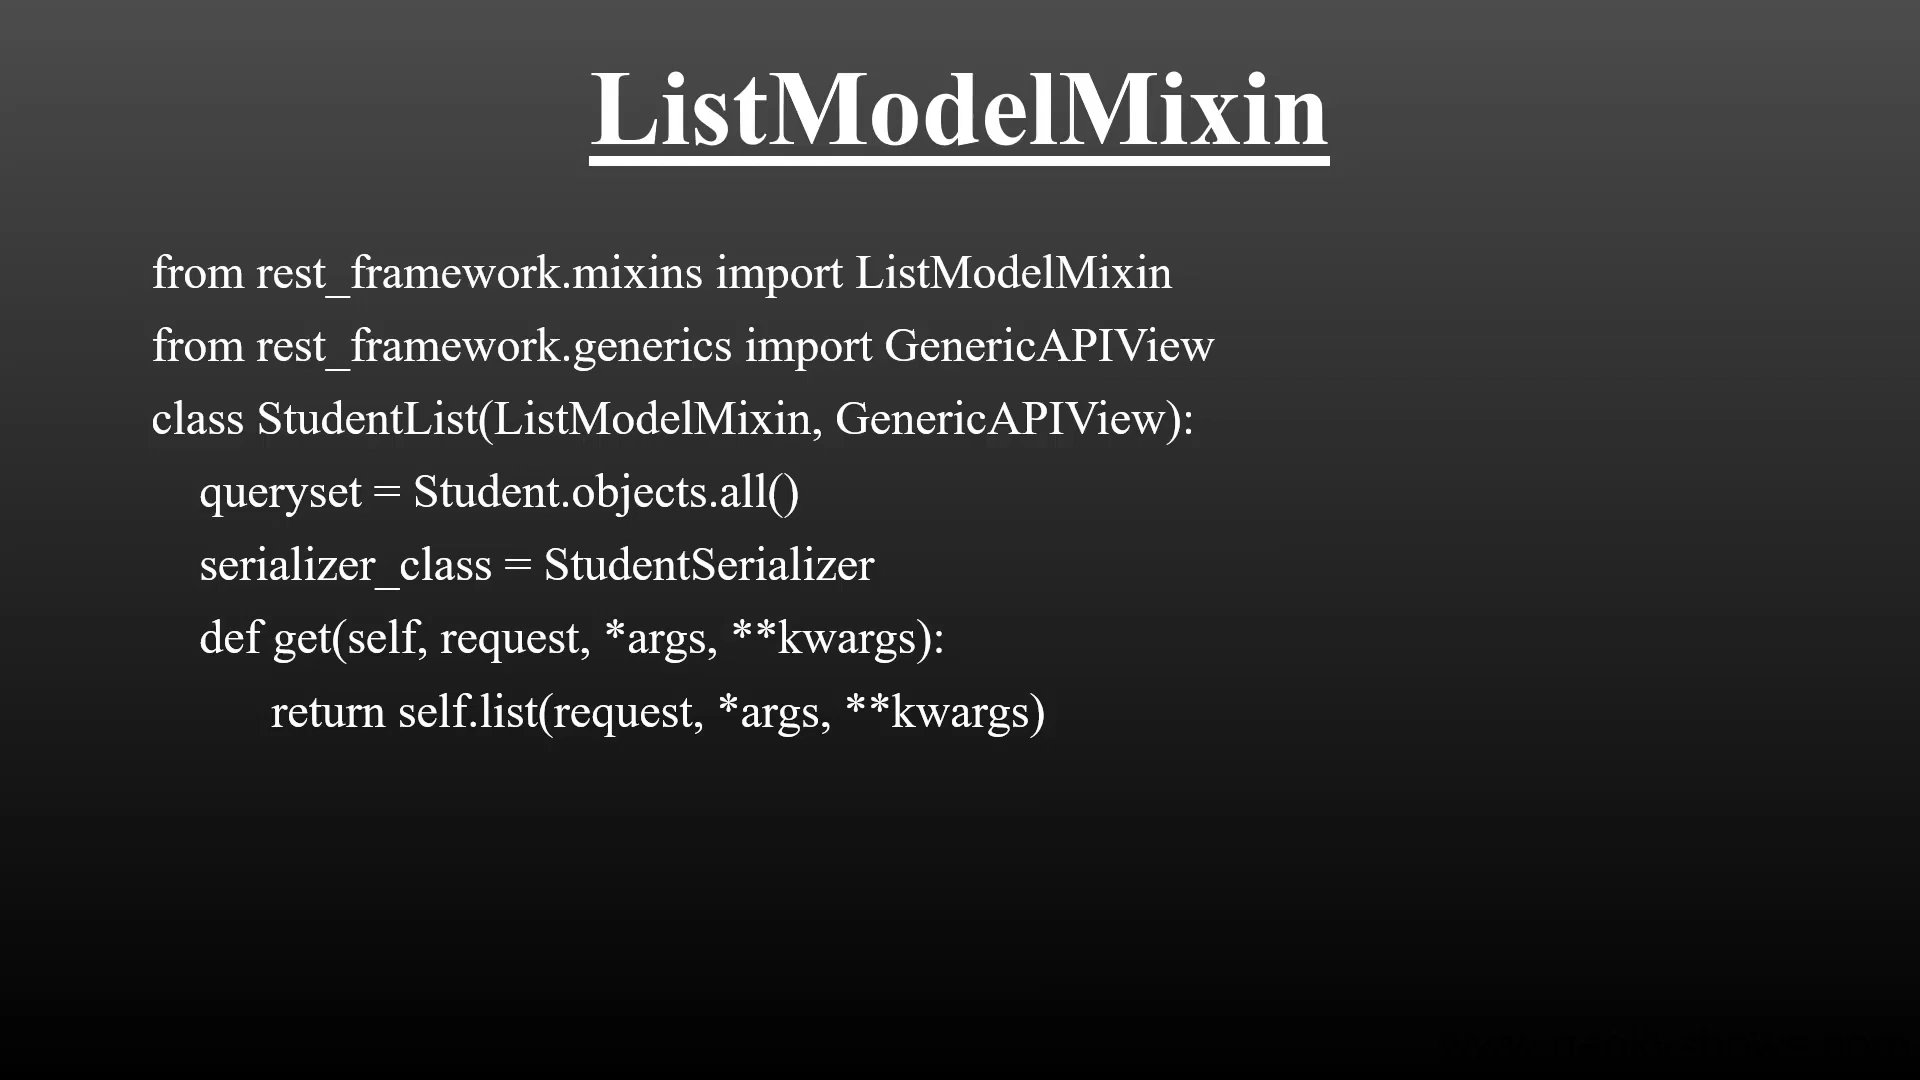 ListModelMixin
from rest_framework.mixins import ListModelMixin
from rest_framework.generics import GenericAPIView
class StudentList(ListModelMixin, GenericAPIView):
queryset = Student.objects.all()
serializer_class = StudentSerializer
def get(self, request, *args, **kwargs):
return self.list(request, *args, **kwargs)